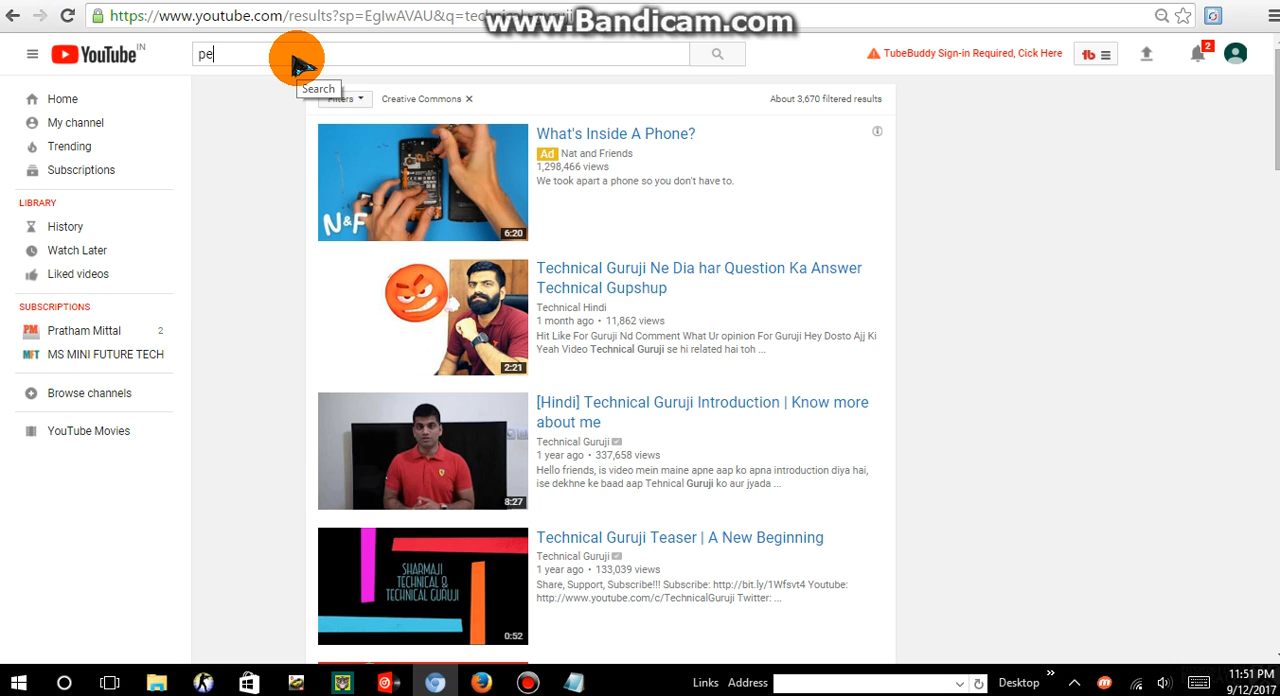 https://www.youtube.com/results?sp=EgIwAVAU&q=
www.Bandicam.com
YouTube IN
pe
TubeBuddy Sign-in Required, Cick Here
tb
2
Search
Home
My channel
Trending
Subscriptions
LIBRARY
History
Watch Later
Liked videos
SUBSCRIPTIONS
PM Pratham Mittal 2
MFT MS MINI FUTURE TECH
Browse channels
YouTube Movies
Creative Commons ✕
About 3,670 filtered results
N&F
6:20
What's Inside A Phone?
Ad Nat and Friends
1,298,466 views
We took apart a phone so you don't have to.
2:21
Technical Guruji Ne Dia har Question Ka Answer
Technical Gupshup
Technical Hindi
1 month ago • 11,862 views
Hit Like For Guruji Nd Comment What Ur opinion For Guruji Hey Dosto Ajj Ki
Yeah Video Technical Guruji se hi related hai toh ...
8:27
[Hindi] Technical Guruji Introduction | Know more
about me
Technical Guruji
1 year ago • 337,658 views
Hello friends, is video mein maine apne aap ko apna introduction diya hai,
ise dekhne ke baad aap Tehnical Guruji ko aur jyada ...
SHARMAJI
TECHNICAL &
TECHNICAL GURUJI
0:52
Technical Guruji Teaser | A New Beginning
Technical Guruji
1 year ago • 133,039 views
Share, Support, Subscribe!!! Subscribe: http://bit.ly/1Wfsvt4 Youtube:
http://www.youtube.com/c/TechnicalGuruji Twitter: ...
Links Address
Desktop
11:51 PM
9/12/2017